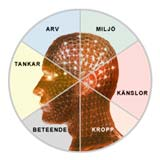 ARV
MILJÖ
TANKAR
KÄNSLOR
BETEENDE
KROPP